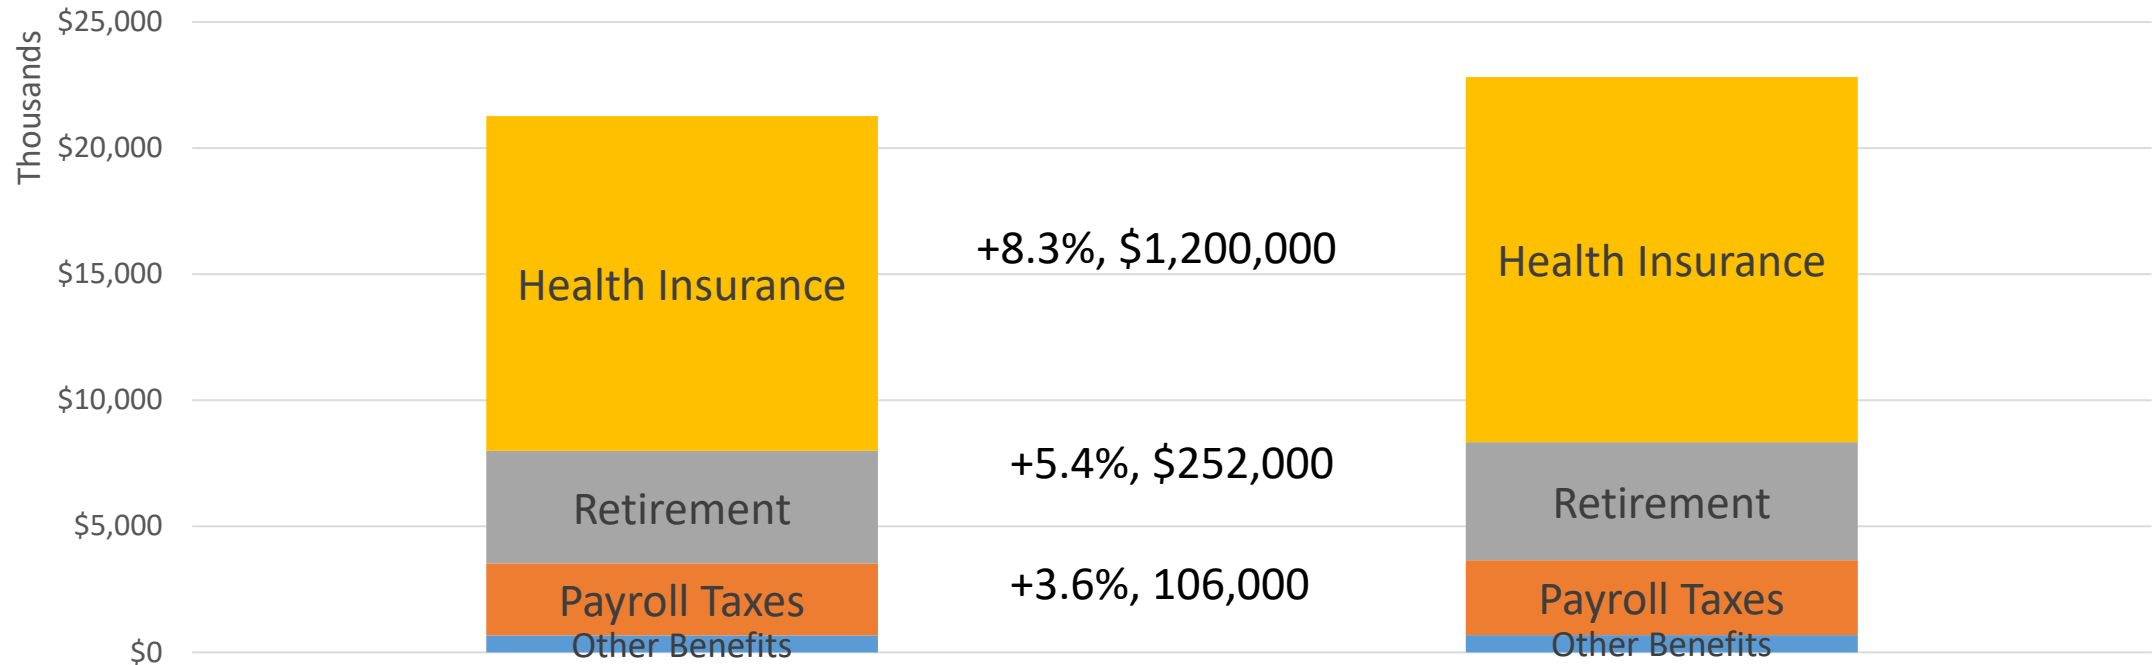 Thousands
$25,000
$20,000
$15,000
$10,000
$5,000
$0
Health Insurance
Retirement
Payroll Taxes
Other Benefits
+8.3%, $1,200,000
+5.4%, $252,000
+3.6%, 106,000
Health Insurance
Retirement
Payroll Taxes
Other Benefits